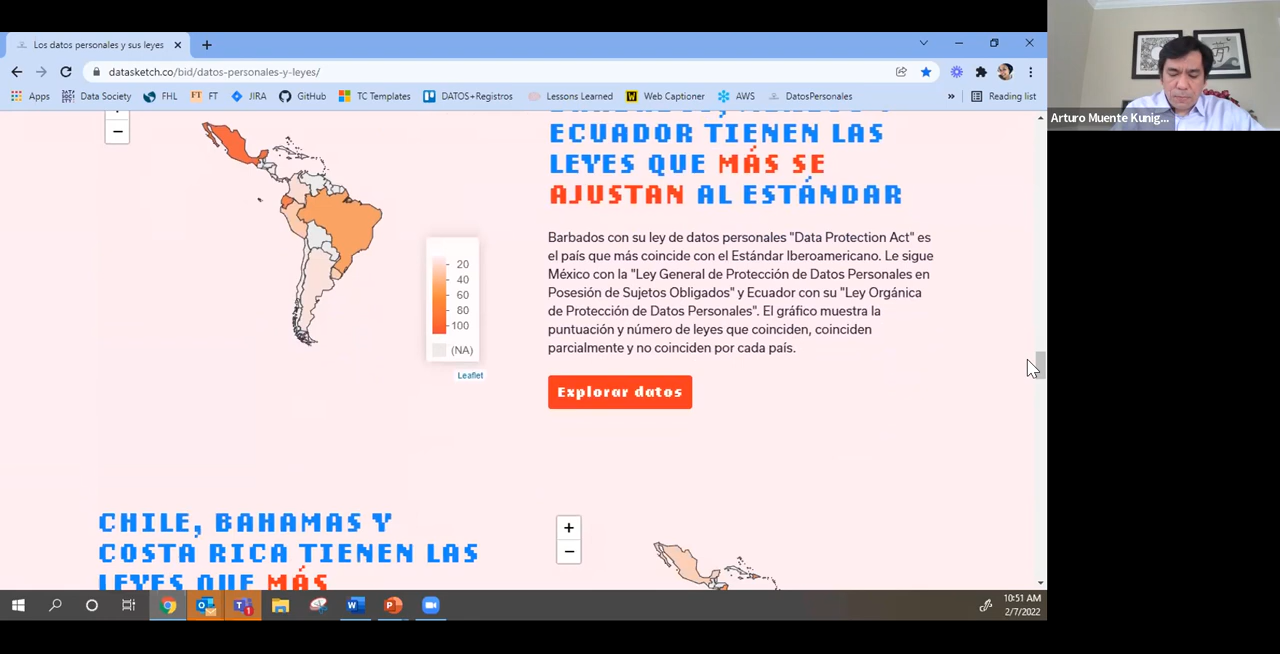 Los datos personales y sus leyes
datasketch.co/bid/datos-personales-y-leyes/
Apps
Data Society
FHL
FT FT
JIRA
GitHub
TC Templates
DATOS+Registros
Lessons Learned
W Web Captioner
AWS
DatosPersonales
»
Reading list
Arturo Muente Kunig...
−
ECUADOR TIENEN LAS
LEYES QUE MÁS SE
AJUSTAN AL ESTÁNDAR
20
40
60
80
100
(NA)
Leaflet
Barbados con su ley de datos personales "Data Protection Act" es
el país que más coincide con el Estándar Iberoamericano. Le sigue
México con la "Ley General de Protección de Datos Personales en
Posesión de Sujetos Obligados" y Ecuador con su "Ley Orgánica
de Protección de Datos Personales". El gráfico muestra la
puntuación y número de leyes que coinciden, coinciden
parcialmente y no coinciden por cada país.
Explorar datos
CHILE, BAHAMAS Y
COSTA RICA TIENEN LAS
LEYES QUE MÁS
+
−
10:51 AM
2/7/2022